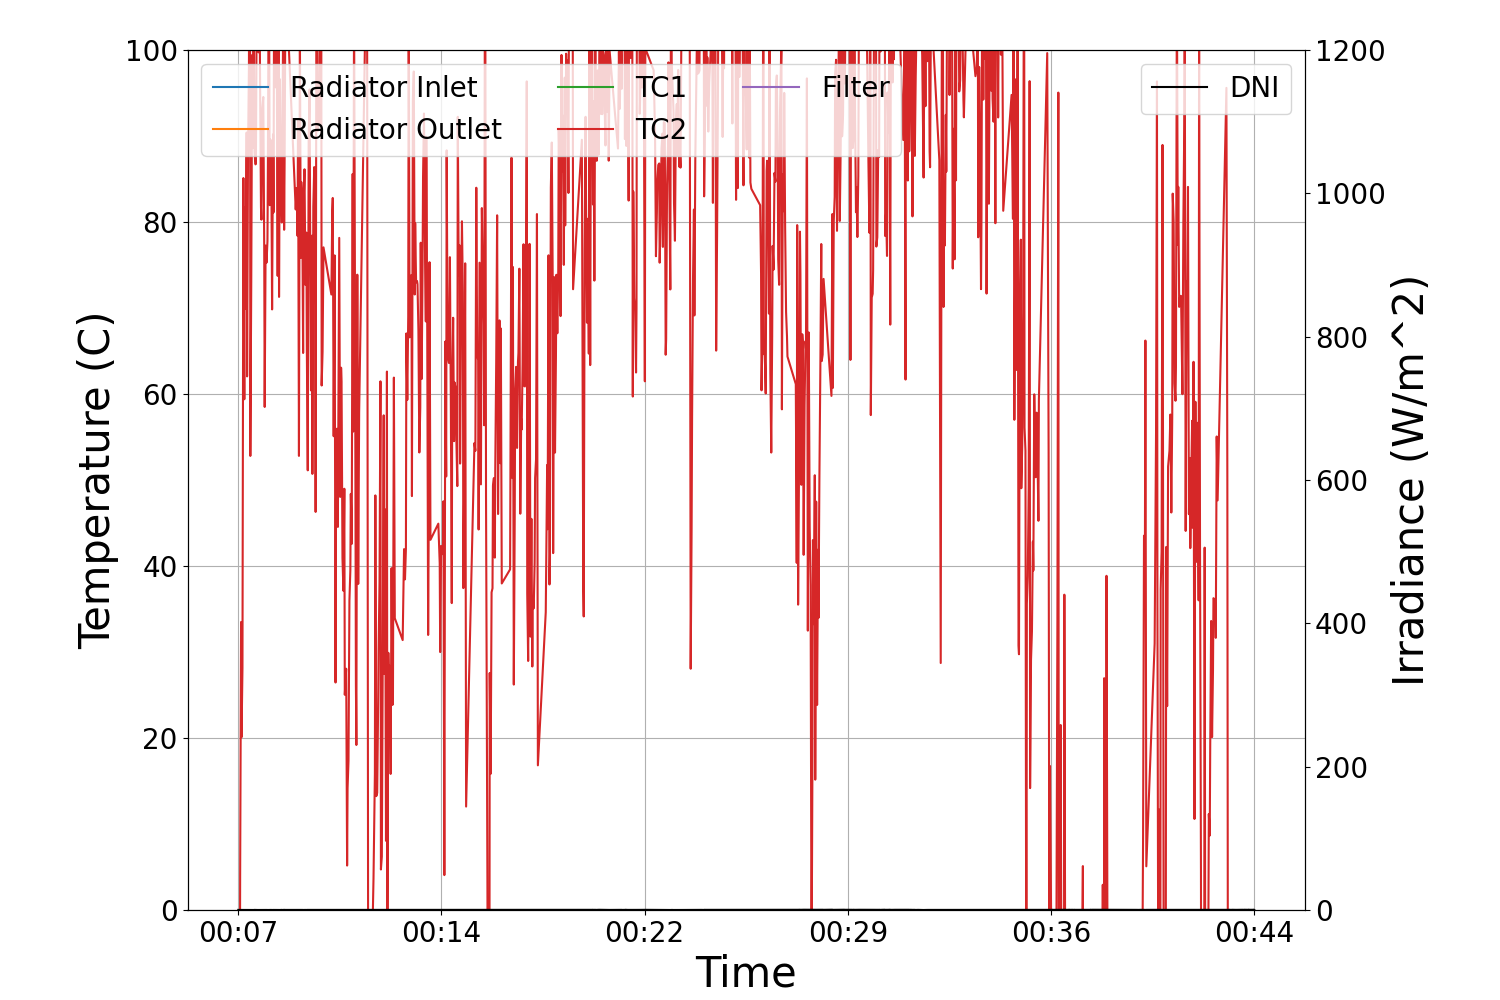 Radiator Inlet
Radiator Outlet
TC1
TC2
Filter
DNI
100
80
60
40
20
0
Temperature (C)
1200
1000
800
600
400
200
0
Irradiance (W/m^2)
00:07 00:14 00:22 00:29 00:36 00:44
Time